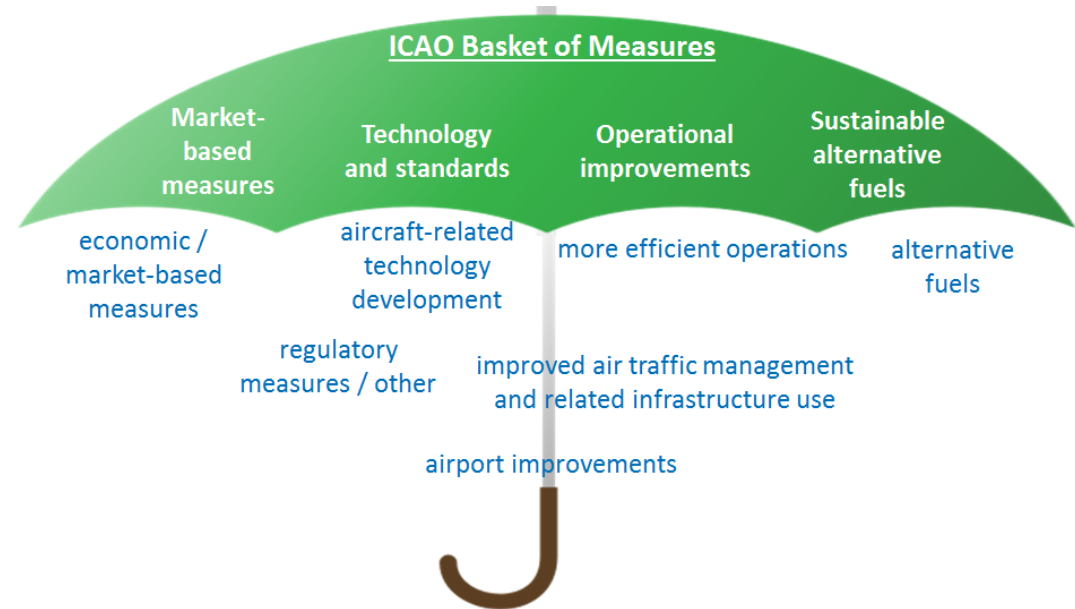 ICAO Basket of Measures
Market-
based
measures
Technology
and standards
Operational
improvements
Sustainable
alternative
fuels
economic /
market-based
measures
aircraft-related
technology
development
more efficient operations
alternative
fuels
regulatory
measures / other
improved air traffic management
and related infrastructure use
airport improvements